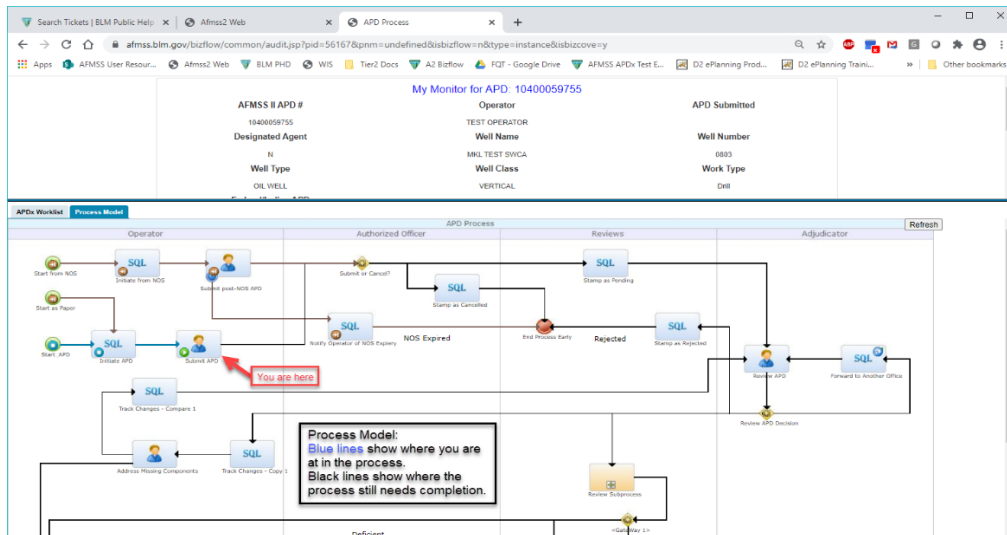 Search Tickets | BLM Public Help
Afmss2 Web
APD Process
afmss.blm.gov/bizflow/common/audit.jsp?pid=56167&pnm=undefined&isbizflow=n&type=instance&isbizcove=y
Apps
AFMSS User Resour...
Afmss2 Web
BLM PHD
WIS
Tier2 Docs
A2 Bizflow
FQT - Google Drive
AFMSS APDx Test E...
D2 ePlanning Prod...
D2 ePlanning Traini...
»
Other bookmarks
My Monitor for APD: 10400059755
AFMSS II APD # Operator APD Submitted
10400059755 TEST OPERATOR
Designated Agent Well Name Well Number
N MKL TEST SWCA 0803
Well Type Well Class Work Type
OIL WELL VERTICAL Drill
APDx Worklist Process Model
APD Process
Refresh
Operator Authorized Officer Reviews Adjudicator
SQL
SQL
Start from NOS
Initiate from NOS
Submit post-NOS APD
Submit or Cancel?
Stamp as Pending
SQL
Stamp as Cancelled
Start as Paper
SQL
SQL
Notify Operator of NOS Expiery
NOS Expired
End Process Early
Rejected
Stamp as Rejected
SQL
SQL
Start APD
Initiate APD
Submit APD
You are here
Review APD
Forward to Another Office
SQL
Track Changes - Compare 1
Review APD Decision
SQL
Address Missing Components
Track Changes - Copy 1
Process Model:
Blue lines show where you are
at in the process.
Black lines show where the
process still needs completion.
Review Subprocess
<GateWay 1>
Deficient